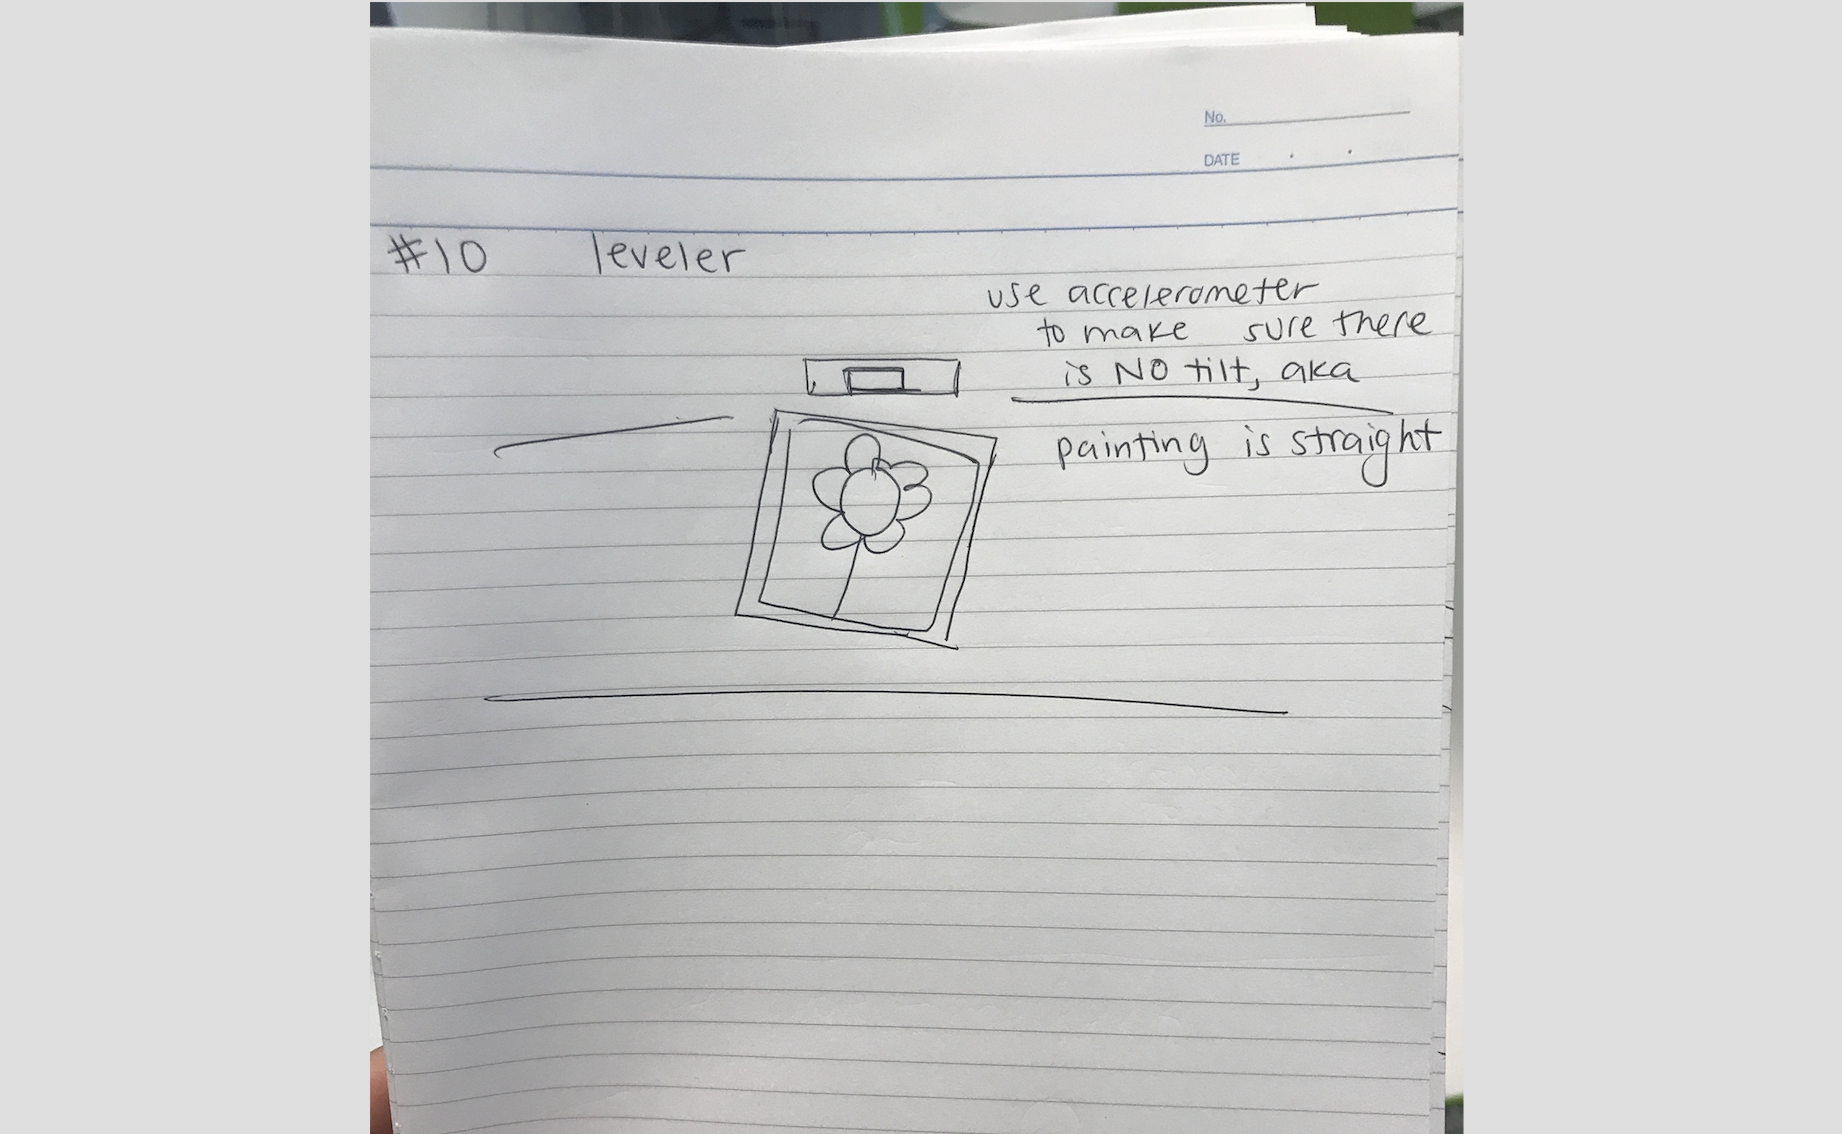 No.
DATE
#10 leveler
use accelerometer
to make sure there
is NO tilt, aka
painting is straight